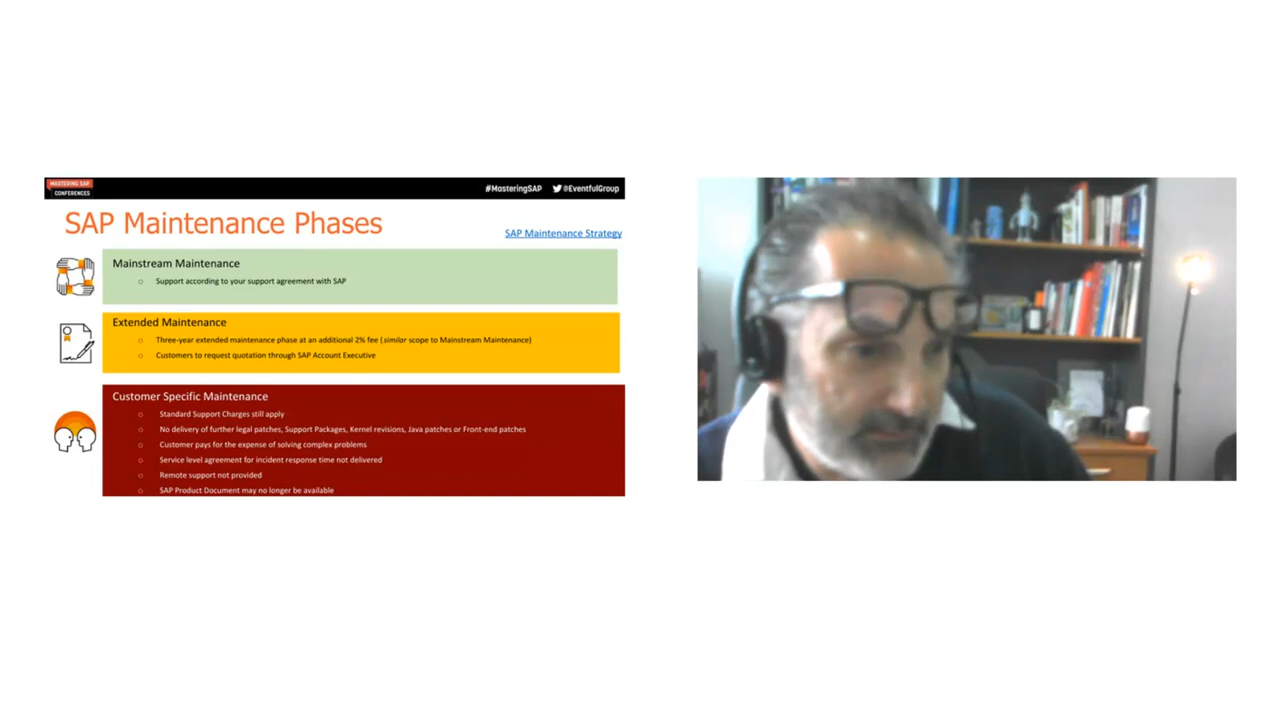 MASTERING SAP
CONFERENCES
#MasteringSAP @EventfulGroup
SAP Maintenance Phases
SAP Maintenance Strategy
Mainstream Maintenance
○ Support according to your support agreement with SAP
Extended Maintenance
○ Three-year extended maintenance phase at an additional 2% fee (similar scope to Mainstream Maintenance)
○ Customers to request quotation through SAP Account Executive
Customer Specific Maintenance
○ Standard Support Charges still apply
○ No delivery of further legal patches, Support Packages, Kernel revisions, Java patches or Front-end patches
○ Customer pays for the expense of solving complex problems
○ Service level agreement for incident response time not delivered
○ Remote support not provided
○ SAP Product Document may no longer be available